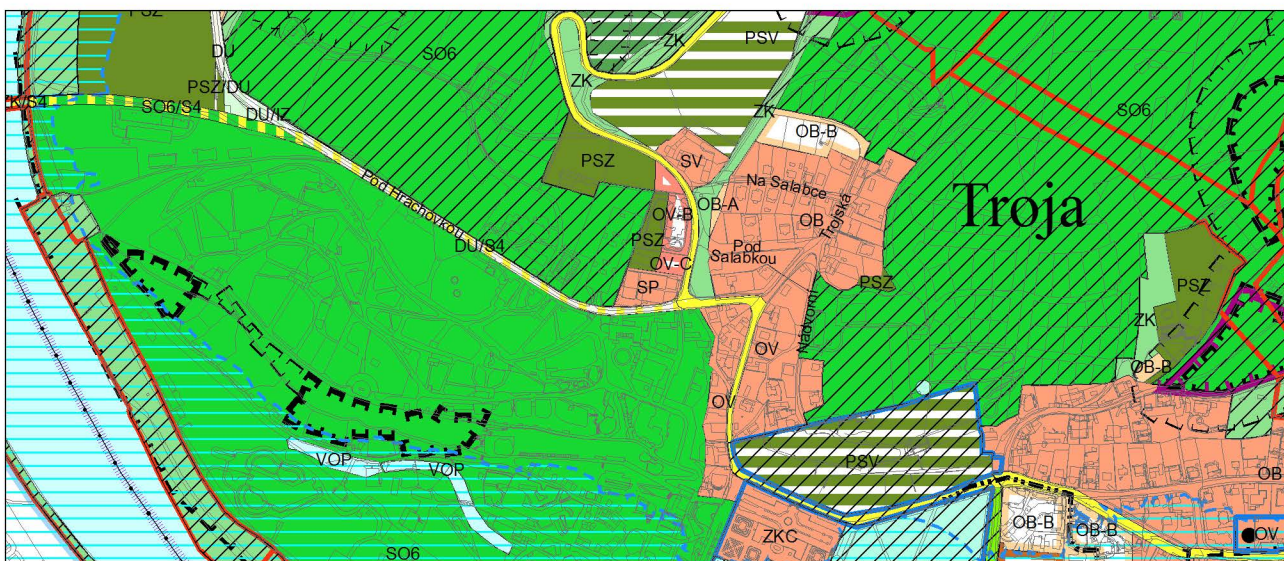 DU
SO6
ZK
PSV
PSZ/DU
ZK
SO6/S4
DU/IZ
SO6
ZK
OB-B
PSZ
SV
Na Salabce
Troja
Pod Hrachovkou
OV-B
OB-A
OB
Trojská
PSZ
DU/S4
Pod
Salabkou
OV-C
SP
PSZ
PSZ
Nádvorní
ZK
OV
OB-B
OV
VOP
VOP
PSV
OB
OB-B
OB-B
ZKC
OV
SO6